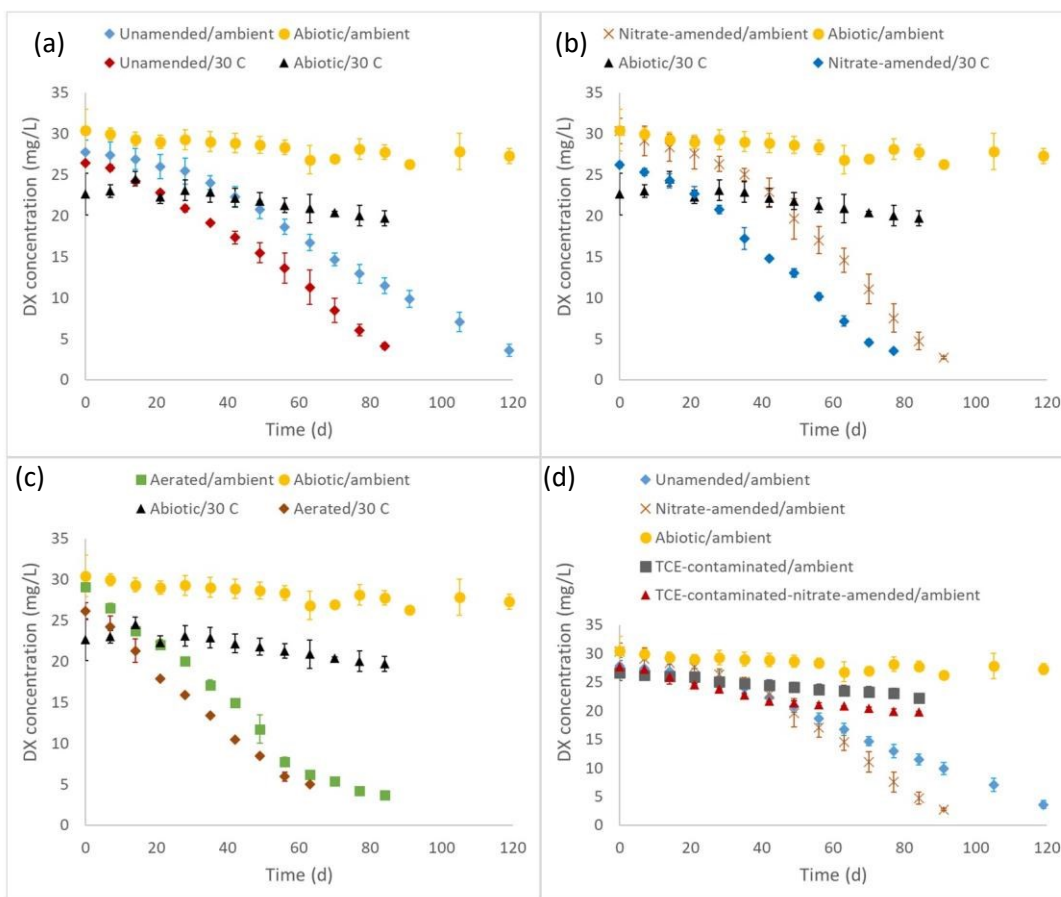 (a)
Unamended/ambient Abiotic/ambient
Unamended/30 C Abiotic/30 C
DX concentration (mg/L)
35
30
25
20
15
10
5
0
0 20 40 60 80 100 120
Time (d)
(b)
Nitrate-amended/ambient Abiotic/ambient
Abiotic/30 C Nitrate-amended/30 C
DX concentration (mg/L)
35
30
25
20
15
10
5
0
0 20 40 60 80 100 120
Time (d)
(c)
Aerated/ambient Abiotic/ambient
Abiotic/30 C Aerated/30 C
DX concentration (mg/L)
35
30
25
20
15
10
5
0
0 20 40 60 80 100 120
Time (d)
(d)
Unamended/ambient
Nitrate-amended/ambient
Abiotic/ambient
TCE-contaminated/ambient
TCE-contaminated-nitrate-amended/ambient
DX concentration (mg/L)
35
30
25
20
15
10
5
0
0 20 40 60 80 100 120
Time (d)